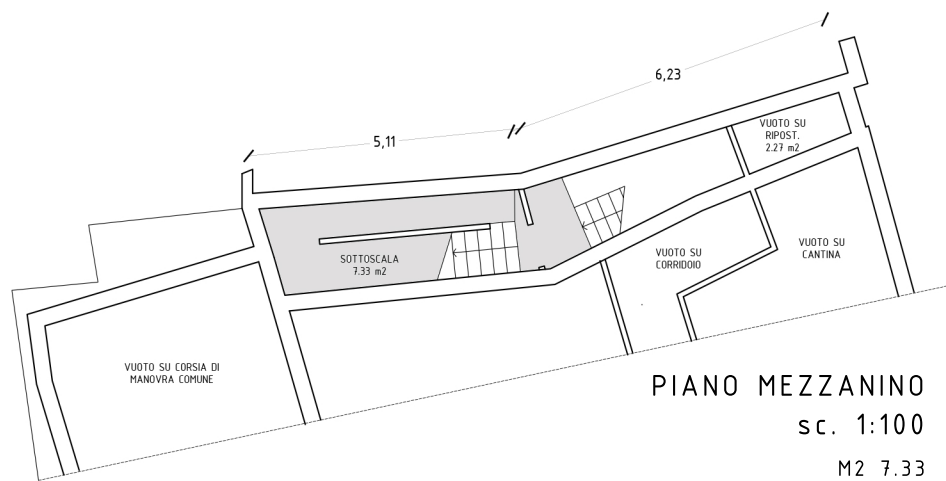 6,23
5,11
VUOTO SU
RIPOST.
2.27 m2
SOTTOSCALA
7.33 m2
VUOTO SU
CORRIDOIO
VUOTO SU
CANTINA
VUOTO SU CORSIA DI
MANOVRA COMUNE
PIANO MEZZANINO
sc. 1:100
M2 7.33